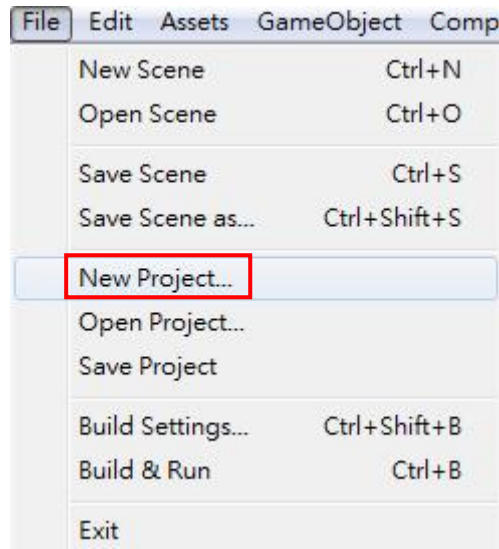 File Edit Assets GameObject Comp
New Scene Ctrl+N
Open Scene Ctrl+O
Save Scene Ctrl+S
Save Scene as... Ctrl+Shift+S
New Project...
Open Project...
Save Project
Build Settings... Ctrl+Shift+B
Build & Run Ctrl+B
Exit